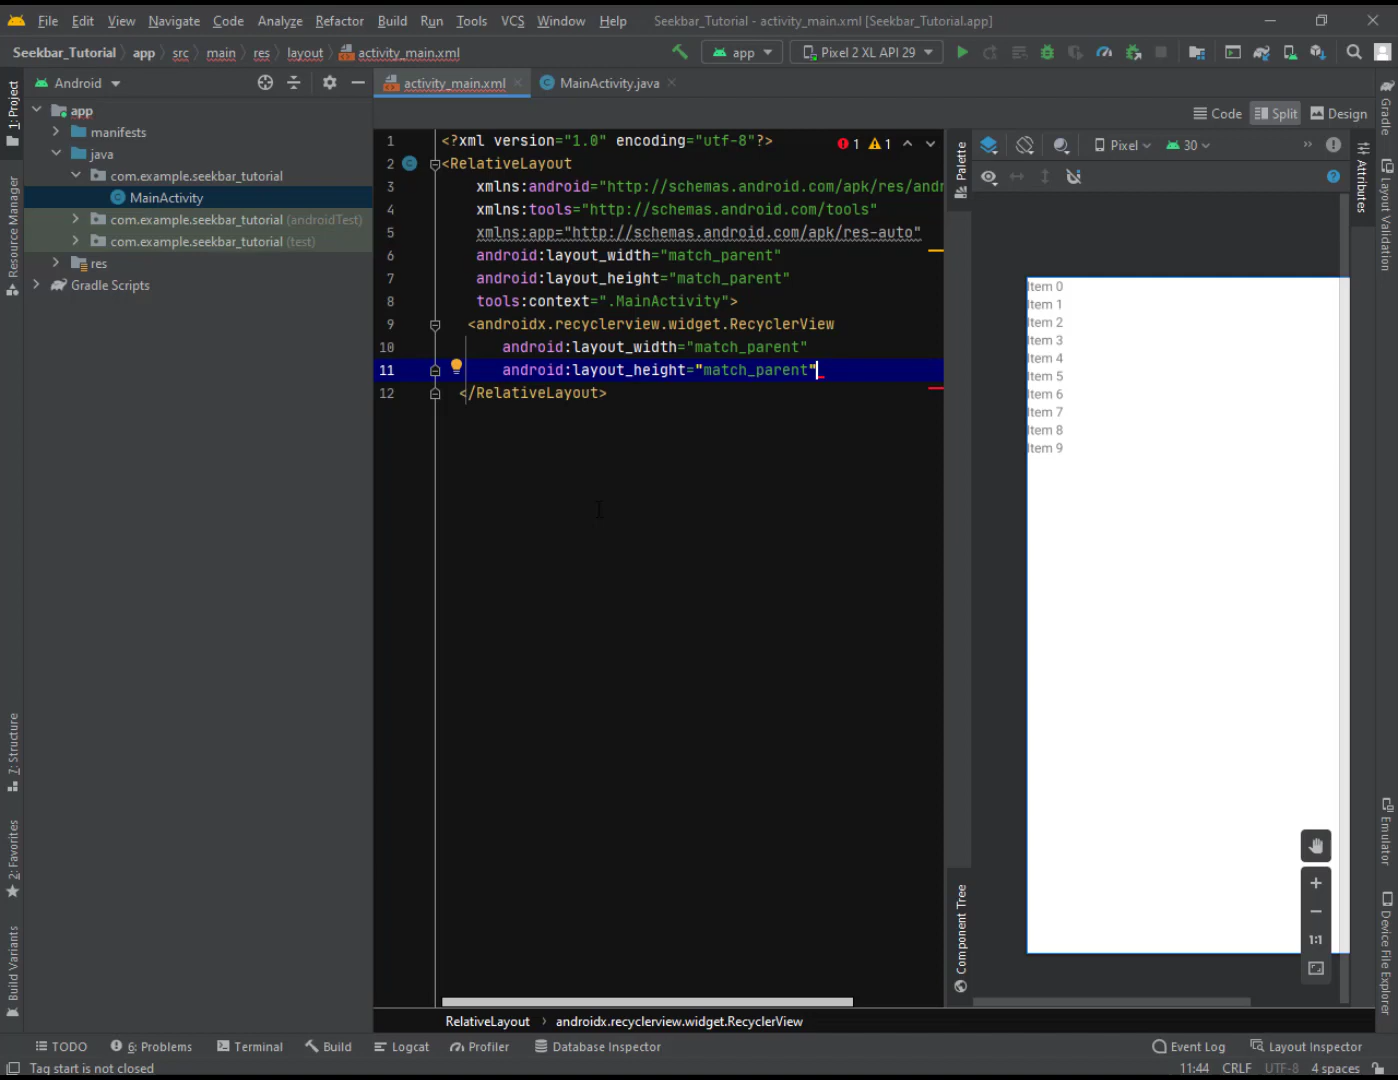 File Edit View Navigate Code Analyze Refactor Build Run Tools VCS Window Help Seekbar_Tutorial - activity_main.xml [Seekbar_Tutorial.app]
Seekbar_Tutorial app src main res layout activity_main.xml app Pixel 2 XL API 29
Android activity_main.xml MainActivity.java
Code Split Design
1: Project
Resource Manager
7: Structure
2: Favorites
Build Variants
app
manifests
java
com.example.seekbar_tutorial
MainActivity
com.example.seekbar_tutorial (androidTest)
com.example.seekbar_tutorial (test)
res
Gradle Scripts
1 <?xml version="1.0" encoding="utf-8"?>
2 <RelativeLayout
3 xmlns:android="http://schemas.android.com/apk/res/andr
4 xmlns:tools="http://schemas.android.com/tools"
5 xmlns:app="http://schemas.android.com/apk/res-auto"
6 android:layout_width="match_parent"
7 android:layout_height="match_parent"
8 tools:context=".MainActivity">
9 <androidx.recyclerview.widget.RecyclerView
10 android:layout_width="match_parent"
11 android:layout_height="match_parent"
12 </RelativeLayout>
1 1
Palette
Component Tree
Pixel 30 »
Item 0
Item 1
Item 2
Item 3
Item 4
Item 5
Item 6
Item 7
Item 8
Item 9
1:1
Attributes
Gradle
Layout Validation
Emulator
Device File Explorer
RelativeLayout › androidx.recyclerview.widget.RecyclerView
TODO 6: Problems Terminal Build Logcat Profiler Database Inspector Event Log Layout Inspector
Tag start is not closed 11:44 CRLF UTF-8 4 spaces